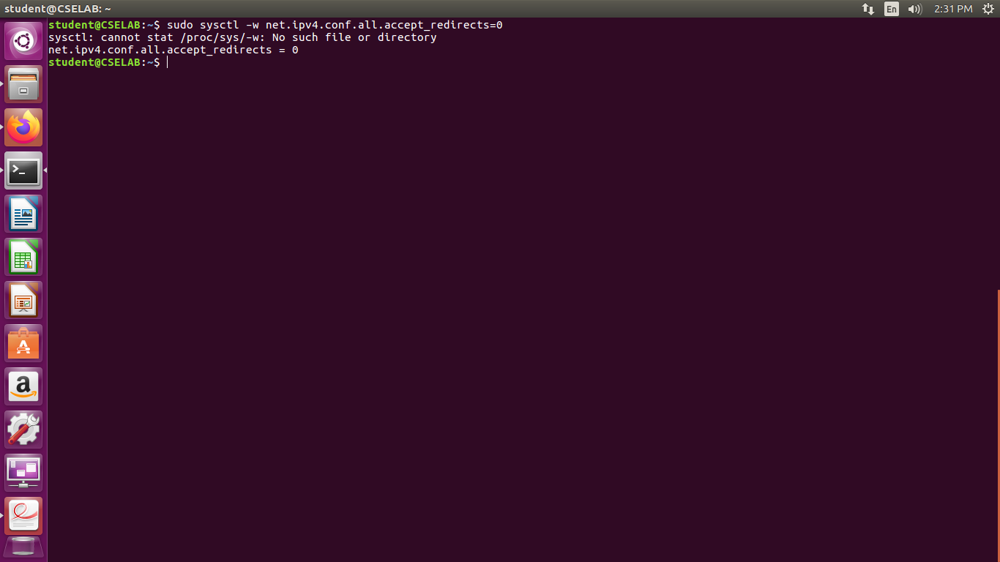 student@CSELAB: ~
En
2:31 PM
student@CSELAB:~$ sudo sysctl –w net.ipv4.conf.all.accept_redirects=0
sysctl: cannot stat /proc/sys/–w: No such file or directory
net.ipv4.conf.all.accept_redirects = 0
student@CSELAB:~$